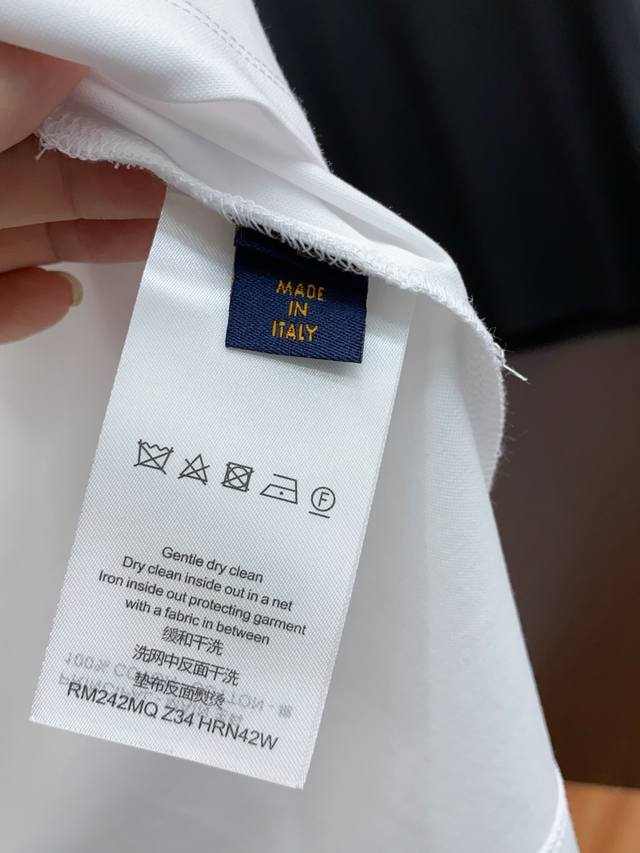 MADE
IN
ITALY
F
Gentle dry clean
Dry clean inside out in a net
Iron inside out protecting garment
with a fabric in between
缓和干洗
洗网中反面干洗
垫布反面熨烫
RM242MQ Z34 HRN42W